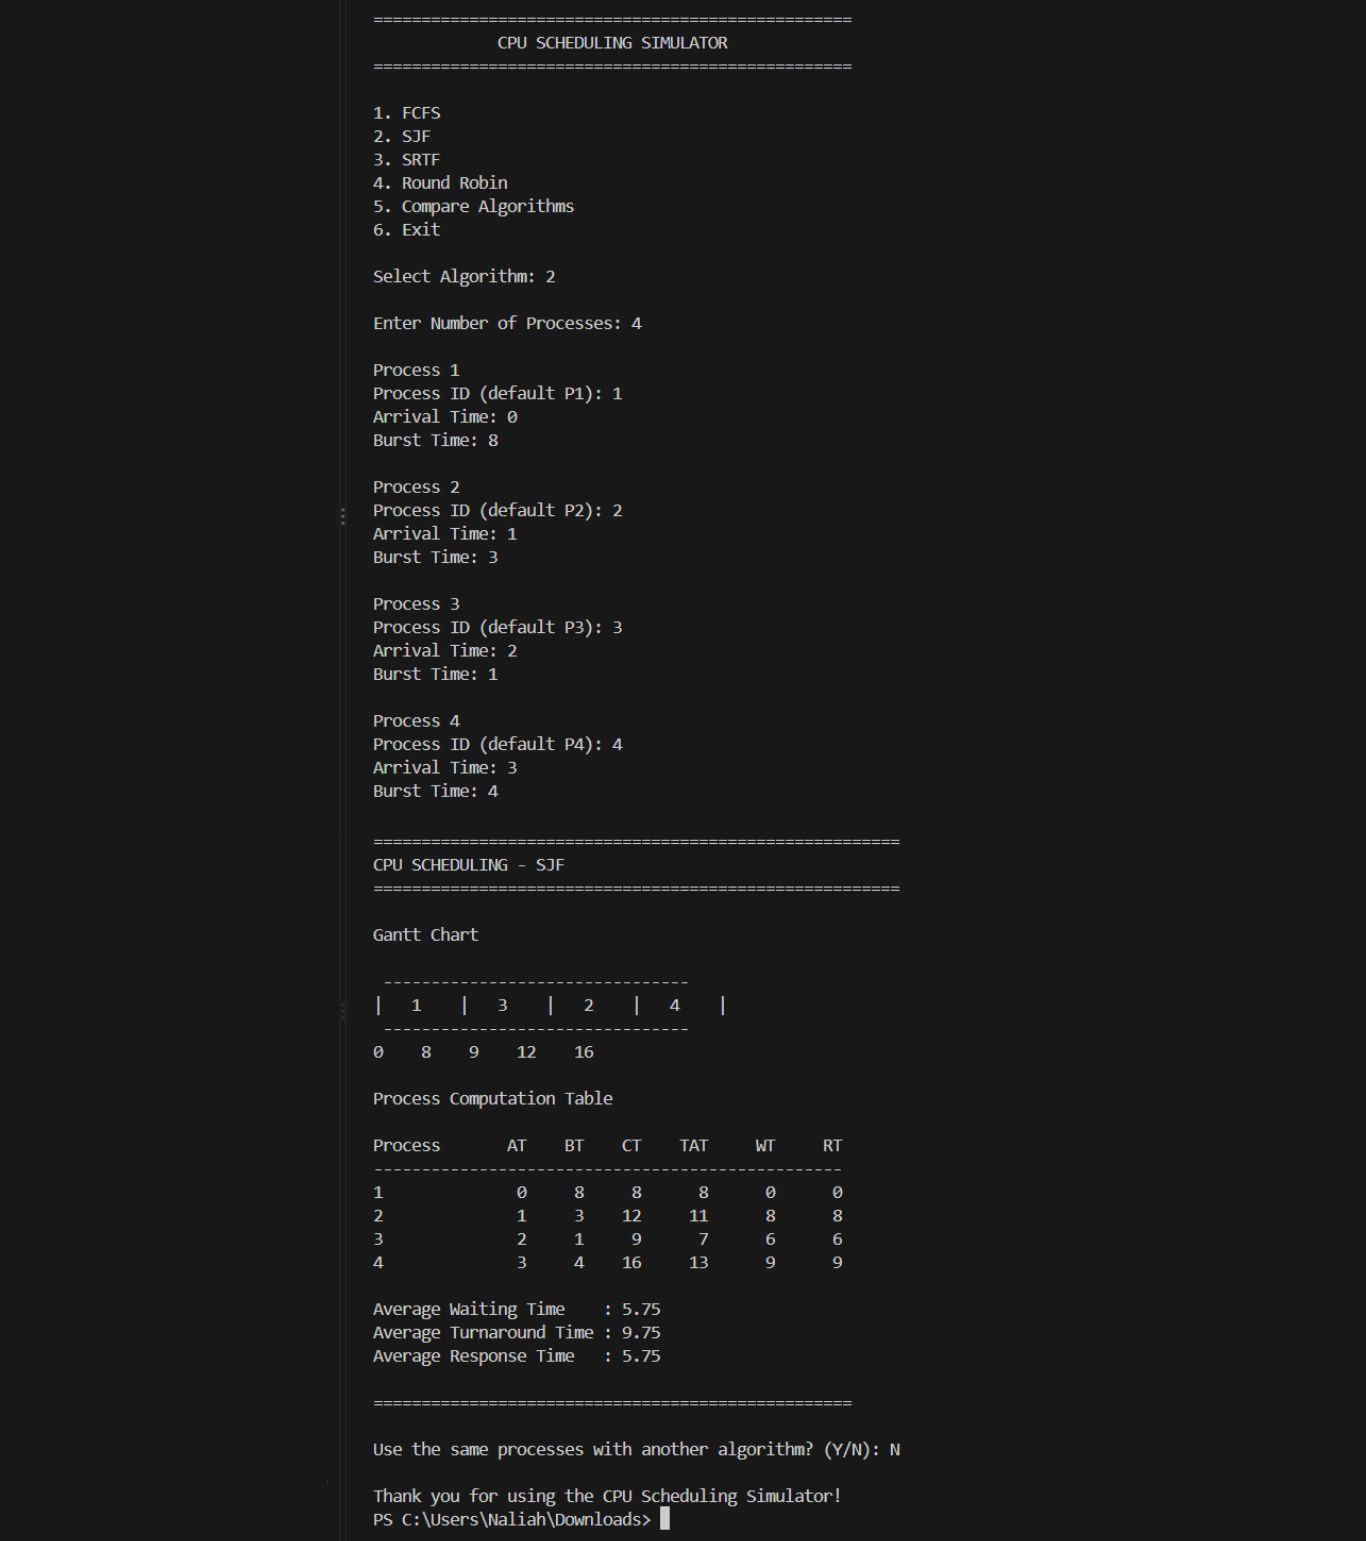 ==================================================
             CPU SCHEDULING SIMULATOR
==================================================
1. FCFS
2. SJF
3. SRTF
4. Round Robin
5. Compare Algorithms
6. Exit
Select Algorithm: 2
Enter Number of Processes: 4
Process 1
Process ID (default P1): 1
Arrival Time: 0
Burst Time: 8
Process 2
Process ID (default P2): 2
Arrival Time: 1
Burst Time: 3
Process 3
Process ID (default P3): 3
Arrival Time: 2
Burst Time: 1
Process 4
Process ID (default P4): 4
Arrival Time: 3
Burst Time: 4
=======================================================
CPU SCHEDULING - SJF
=======================================================
Gantt Chart
 --------------------------------
|   1    |   3    |   2    |   4    |
 --------------------------------
0    8    9    12    16
Process Computation Table
Process       AT    BT    CT    TAT     WT     RT
-------------------------------------------------
1              0     8     8      8      0      0
2              1     3    12     11      8      8
3              2     1     9      7      6      6
4              3     4    16     13      9      9
Average Waiting Time    : 5.75
Average Turnaround Time : 9.75
Average Response Time   : 5.75
==================================================
Use the same processes with another algorithm? (Y/N): N
Thank you for using the CPU Scheduling Simulator!
PS C:\Users\Naliah\Downloads>